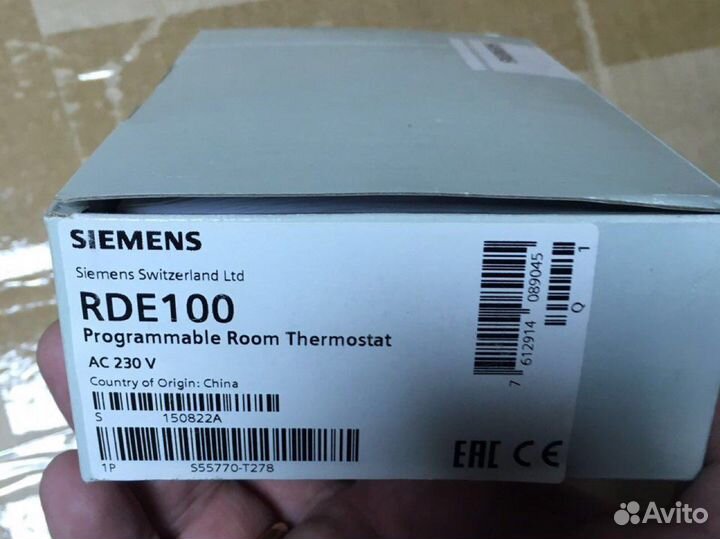 SIEMENS
Siemens Switzerland Ltd
RDE100
Programmable Room Thermostat
AC 230 V
Country of Origin: China
S 150822A
1P S55770-T278
7 612914 089045
Q 1
EAC CE
Avito